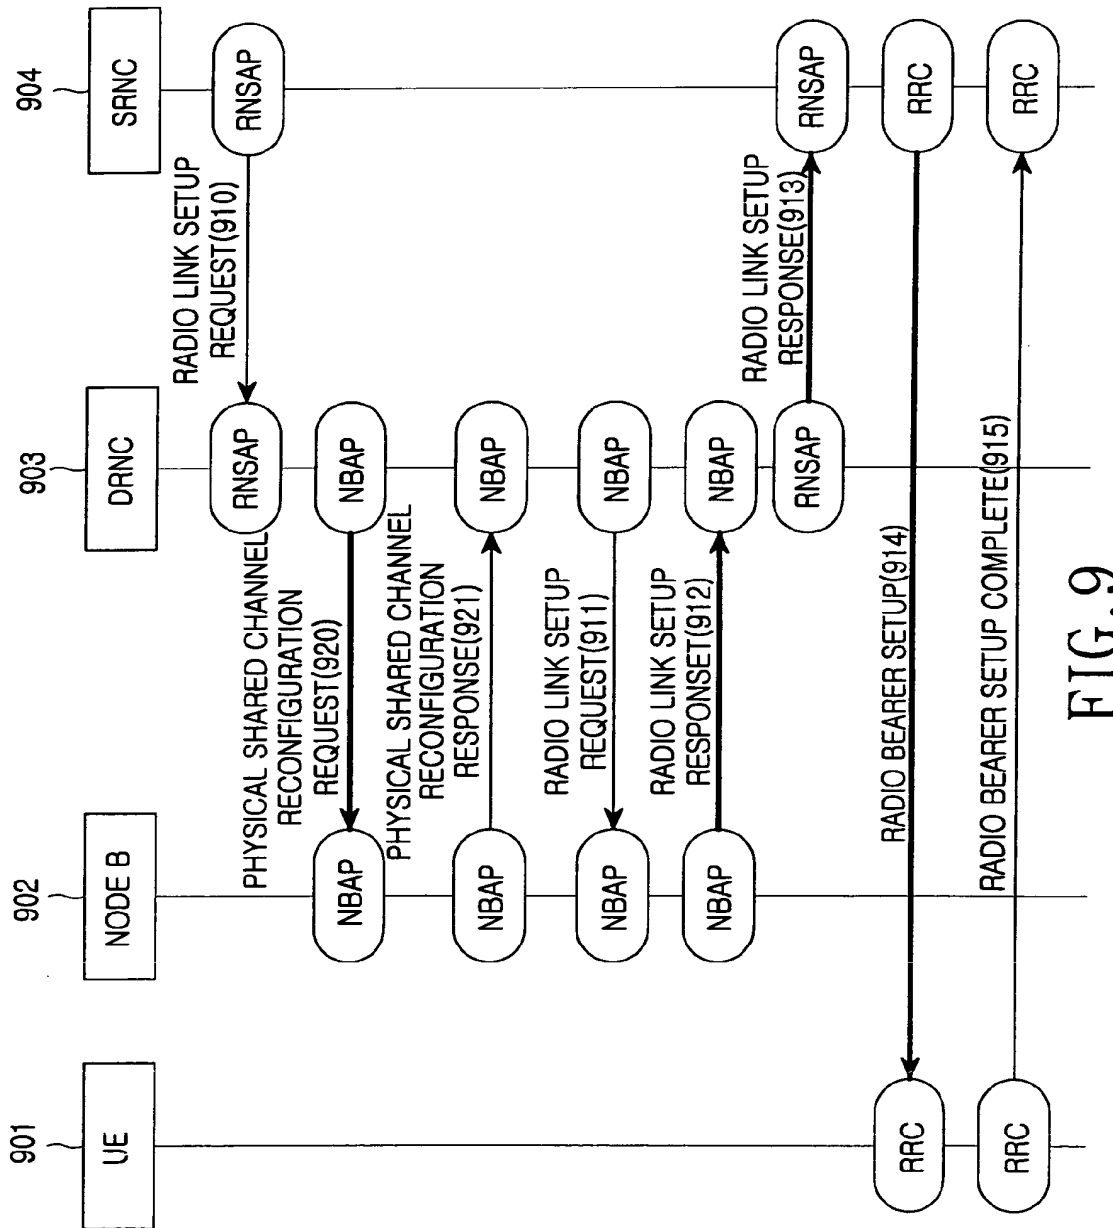 901
902
903
904
UE
NODE B
DRNC
SRNC
RNSAP
RADIO LINK SETUP
REQUEST(910)
RNSAP
NBAP
PHYSICAL SHARED CHANNEL
RECONFIGURATION
REQUEST(920)
NBAP
NBAP
PHYSICAL SHARED CHANNEL
RECONFIGURATION
RESPONSE(921)
NBAP
NBAP
RADIO LINK SETUP
REQUEST(911)
NBAP
NBAP
RADIO LINK SETUP
RESPONSET(912)
NBAP
RNSAP
RADIO LINK SETUP
RESPONSE(913)
RNSAP
RRC
RADIO BEARER SETUP(914)
RRC
RRC
RADIO BEARER SETUP COMPLETE(915)
RRC
FIG.9